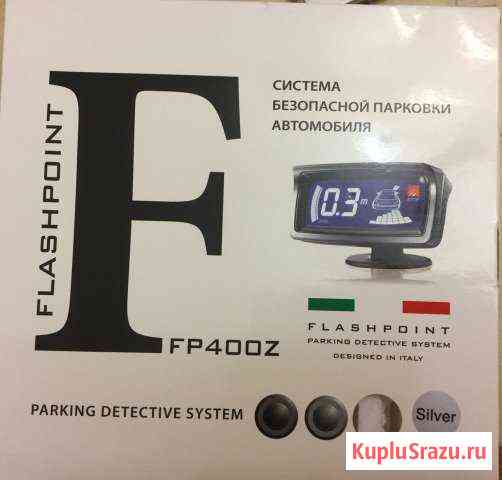 СИСТЕМА
БЕЗОПАСНОЙ ПАРКОВКИ
АВТОМОБИЛЯ
FLASHPOINT
F
0.3 m
FP400Z
FLASHPOINT
PARKING DETECTIVE SYSTEM
DESIGNED IN ITALY
PARKING DETECTIVE SYSTEM
Silver
KupluSrazu.ru